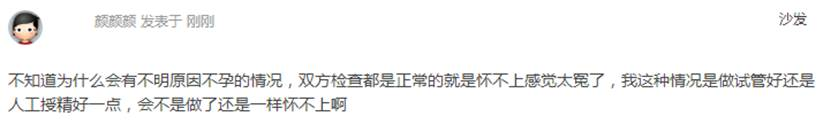 颜颜颜 发表于 刚刚
沙发
不知道为什么会有不明原因不孕的情况，双方检查都是正常的就是怀不上感觉太冤了，我这种情况是做试管好还是
人工授精好一点，会不是做了还是一样怀不上啊